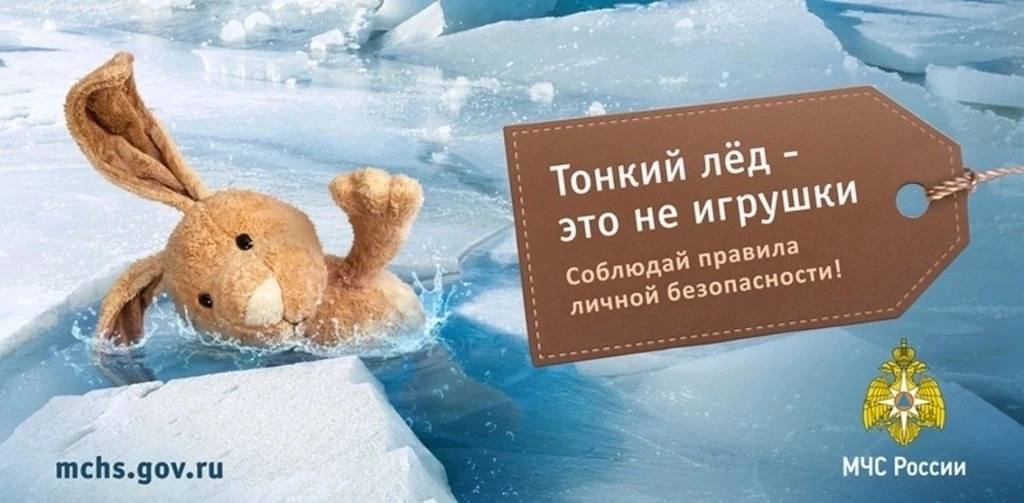 Тонкий лёд -
это не игрушки
Соблюдай правила
личной безопасности!
mchs.gov.ru
МЧС России